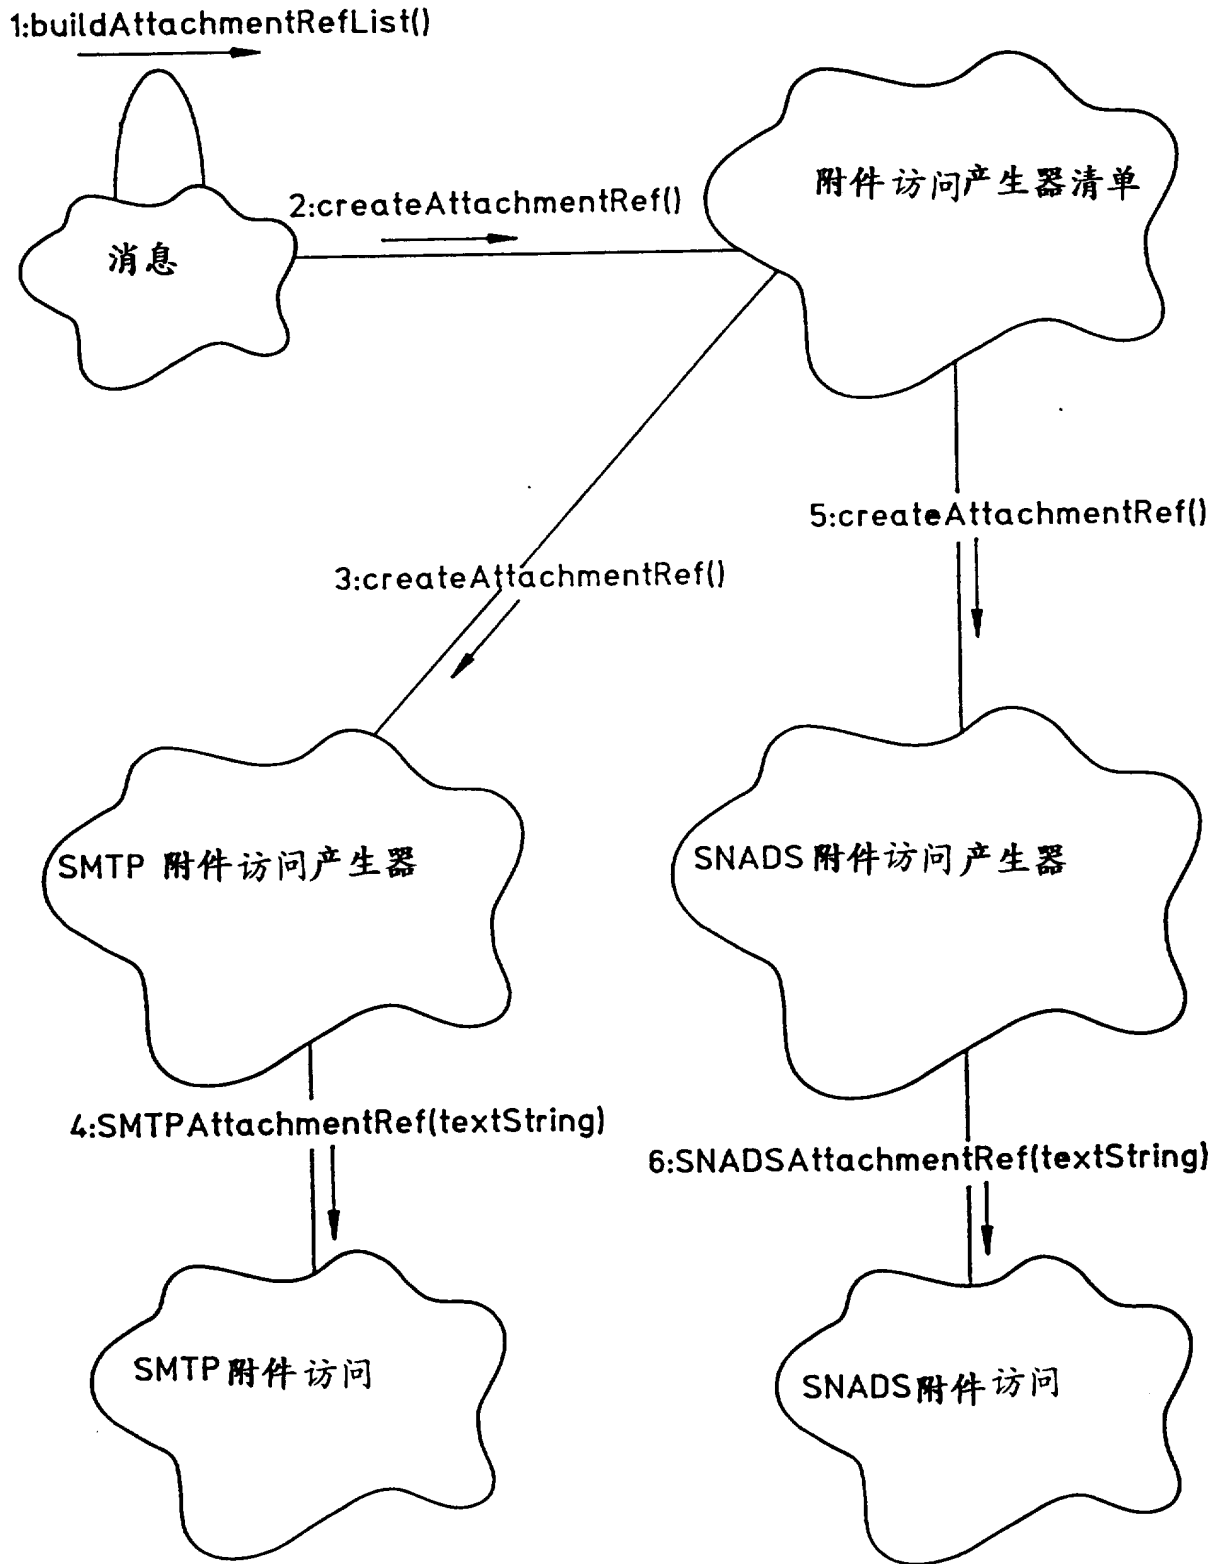 1:buildAttachmentRefList()
附件访问产生器清单
2:createAttachmentRef()
消息
5:createAttachmentRef()
3:createAttachmentRef()
SMTP 附件访问产生器
SNADS 附件访问产生器
4:SMTPAttachmentRef(textString)
6:SNADSAttachmentRef(textString)
SMTP附件访问
SNADS附件访问